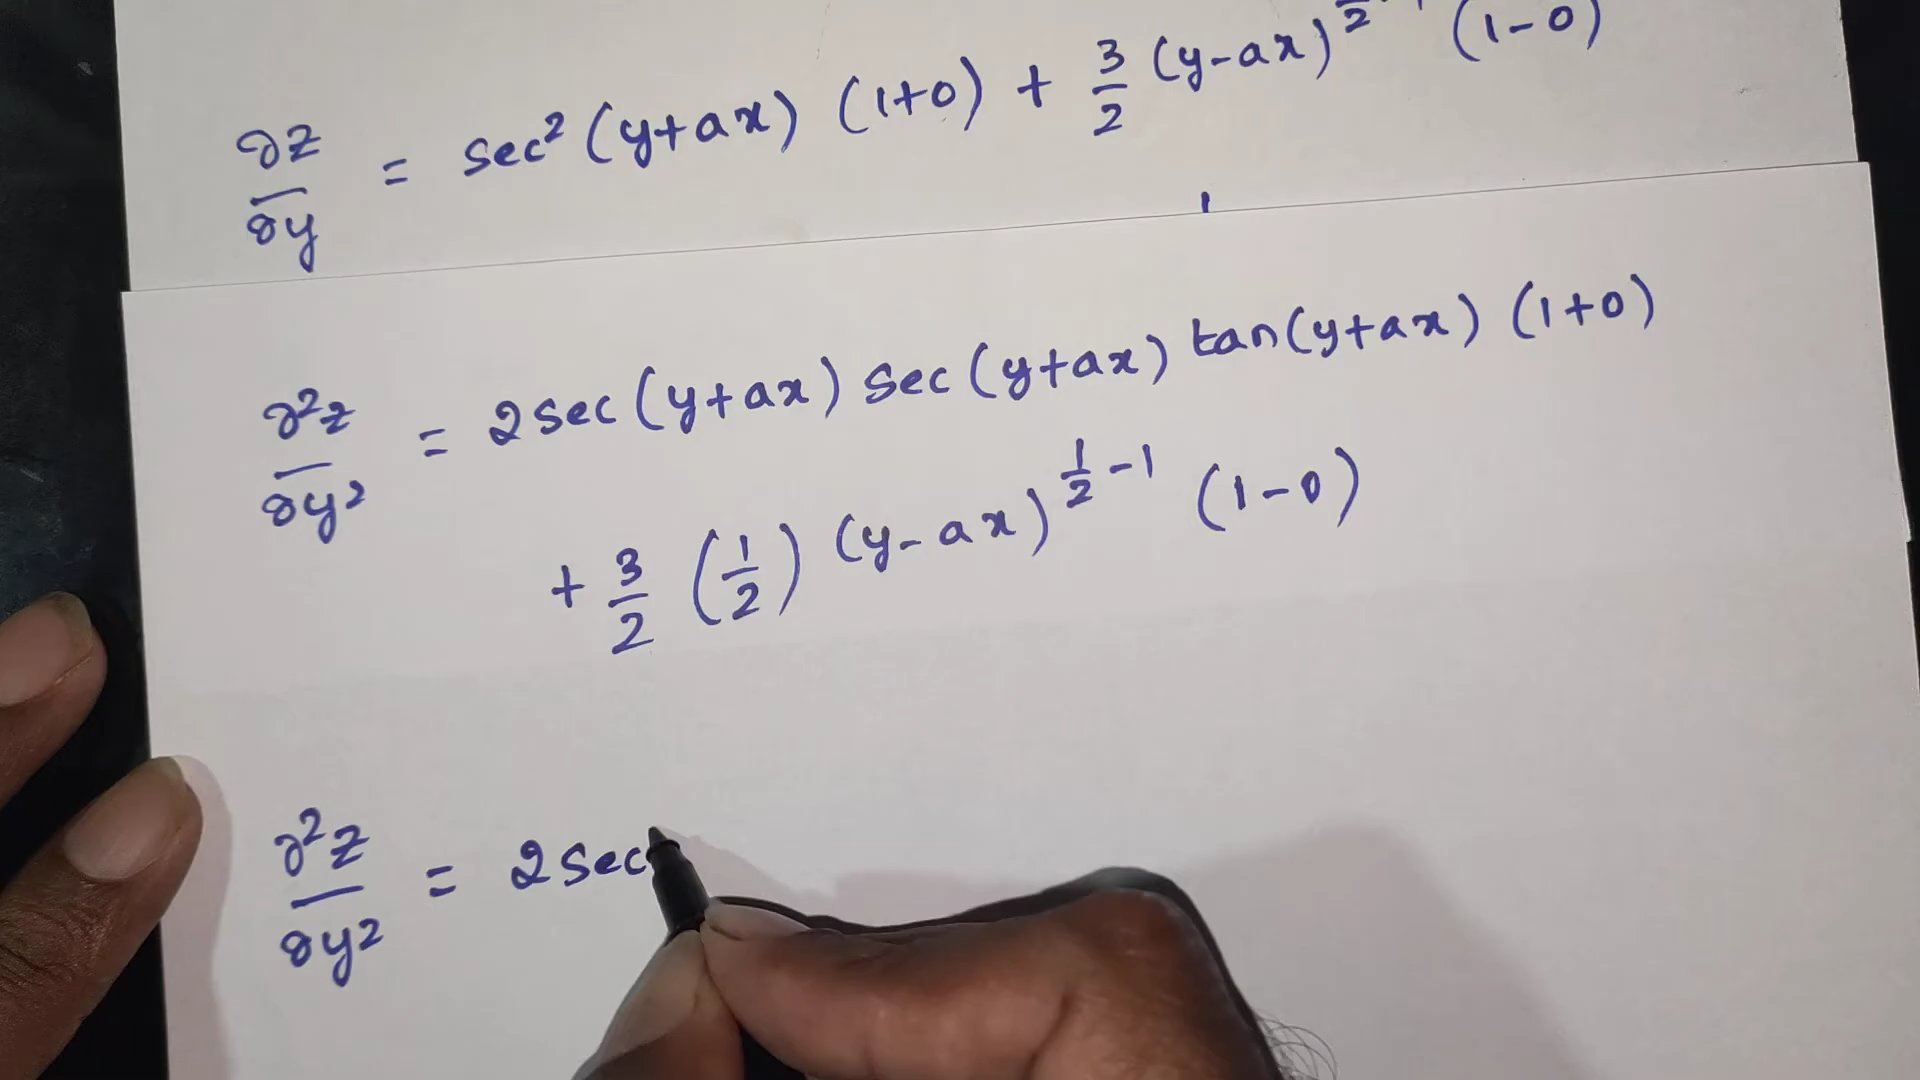 ∂z/∂y = sec² (y+ax) (1+0) + 3/2 (y-ax) (1-0)
∂²z/∂y² = 2sec(y+ax) sec(y+ax) tan(y+ax) (1+0)
+ 3/2 (1/2) (y-ax)^(1/2 - 1) (1-0)
∂²z/∂y² = 2sec